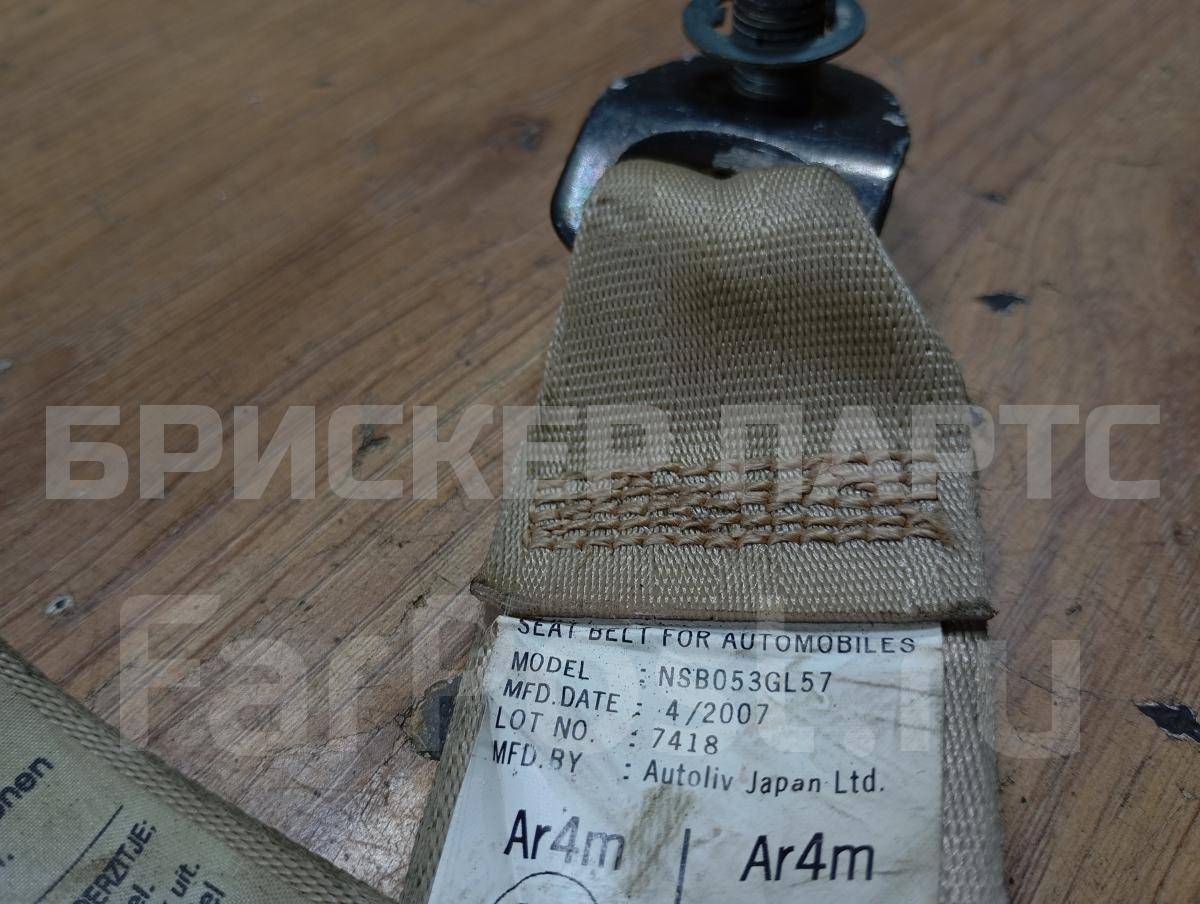 БРИСКЕР ПАРТС
SEAT BELT FOR AUTOMOBILES
MODEL : NSB053GL57
MFD.DATE : 4/2007
LOT NO. : 7418
MFD.BY : Autoliv Japan Ltd.
Ar4m | Ar4m
uit.